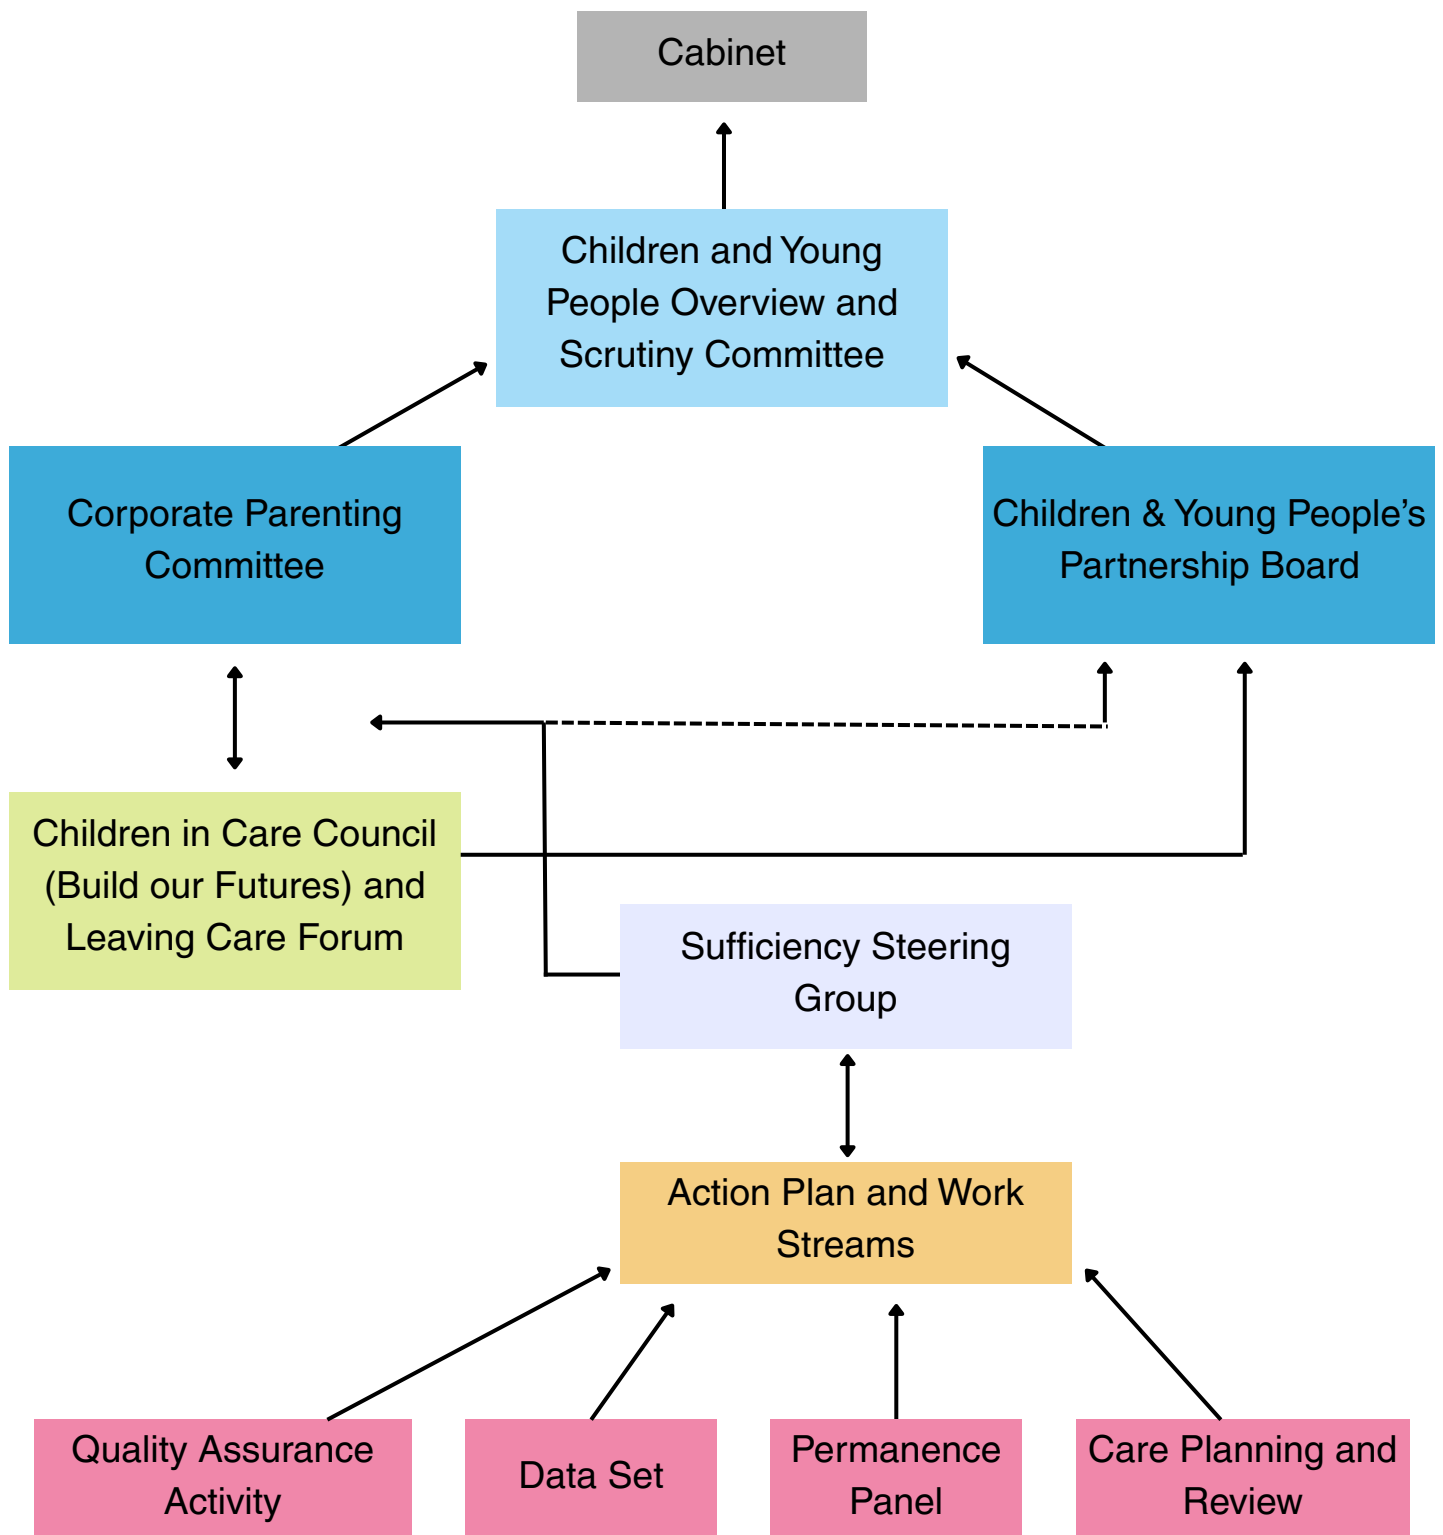 Cabinet
Children and Young
People Overview and
Scrutiny Committee
Corporate Parenting
Committee
Children & Young People’s
Partnership Board
Children in Care Council
(Build our Futures) and
Leaving Care Forum
Sufficiency Steering
Group
Action Plan and Work
Streams
Quality Assurance
Activity
Data Set
Permanence
Panel
Care Planning and
Review